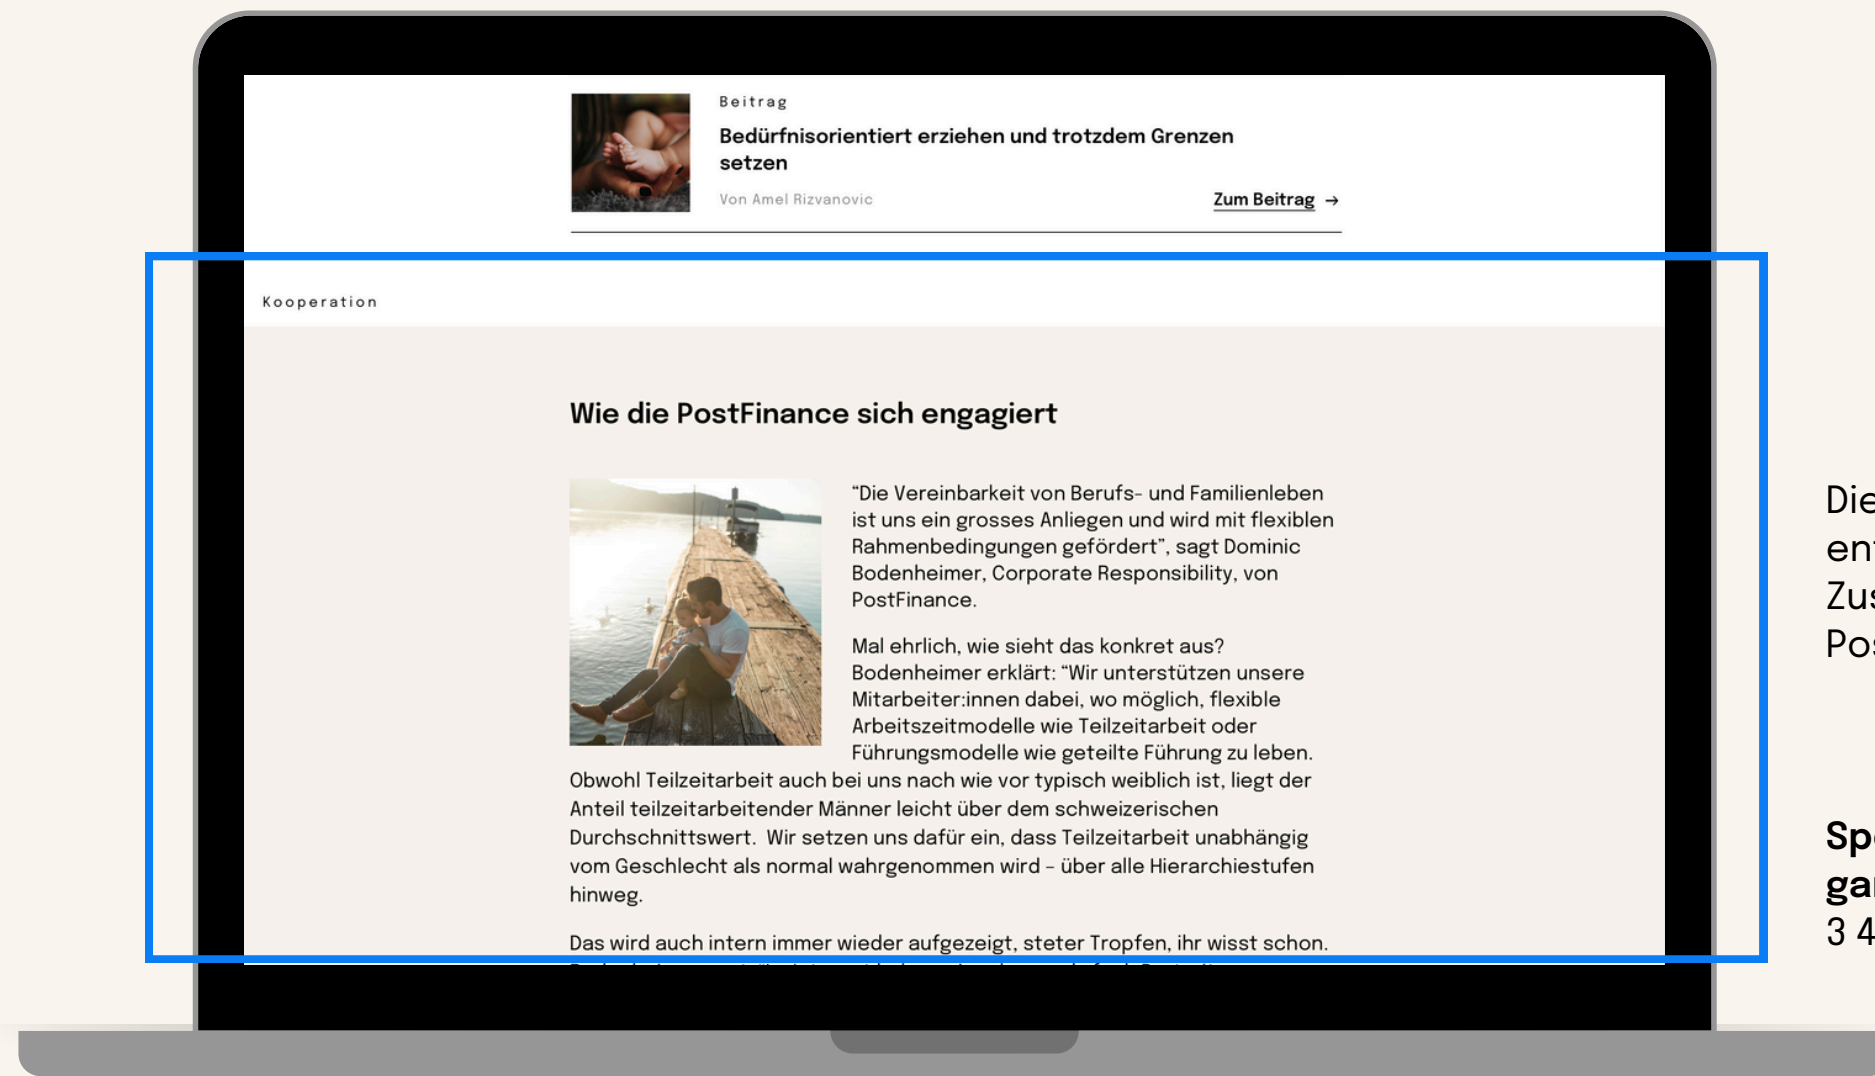 Beitrag
Bedürfnisorientiert erziehen und trotzdem Grenzen
setzen
Von Amel Rizvanovic
Zum Beitrag →
Kooperation
Wie die PostFinance sich engagiert
“Die Vereinbarkeit von Berufs- und Familienleben
ist uns ein grosses Anliegen und wird mit flexiblen
Rahmenbedingungen gefördert”, sagt Dominic
Bodenheimer, Corporate Responsibility, von
PostFinance.
Mal ehrlich, wie sieht das konkret aus?
Bodenheimer erklärt: “Wir unterstützen unsere
Mitarbeiter:innen dabei, wo möglich, flexible
Arbeitszeitmodelle wie Teilzeitarbeit oder
Führungsmodelle wie geteilte Führung zu leben.
Obwohl Teilzeitarbeit auch bei uns nach wie vor typisch weiblich ist, liegt der
Anteil teilzeitarbeitender Männer leicht über dem schweizerischen
Durchschnittswert. Wir setzen uns dafür ein, dass Teilzeitarbeit unabhängig
vom Geschlecht als normal wahrgenommen wird – über alle Hierarchiestufen
hinweg.
Das wird auch intern immer wieder aufgezeigt, steter Tropfen, ihr wisst schon.
Die
3 4